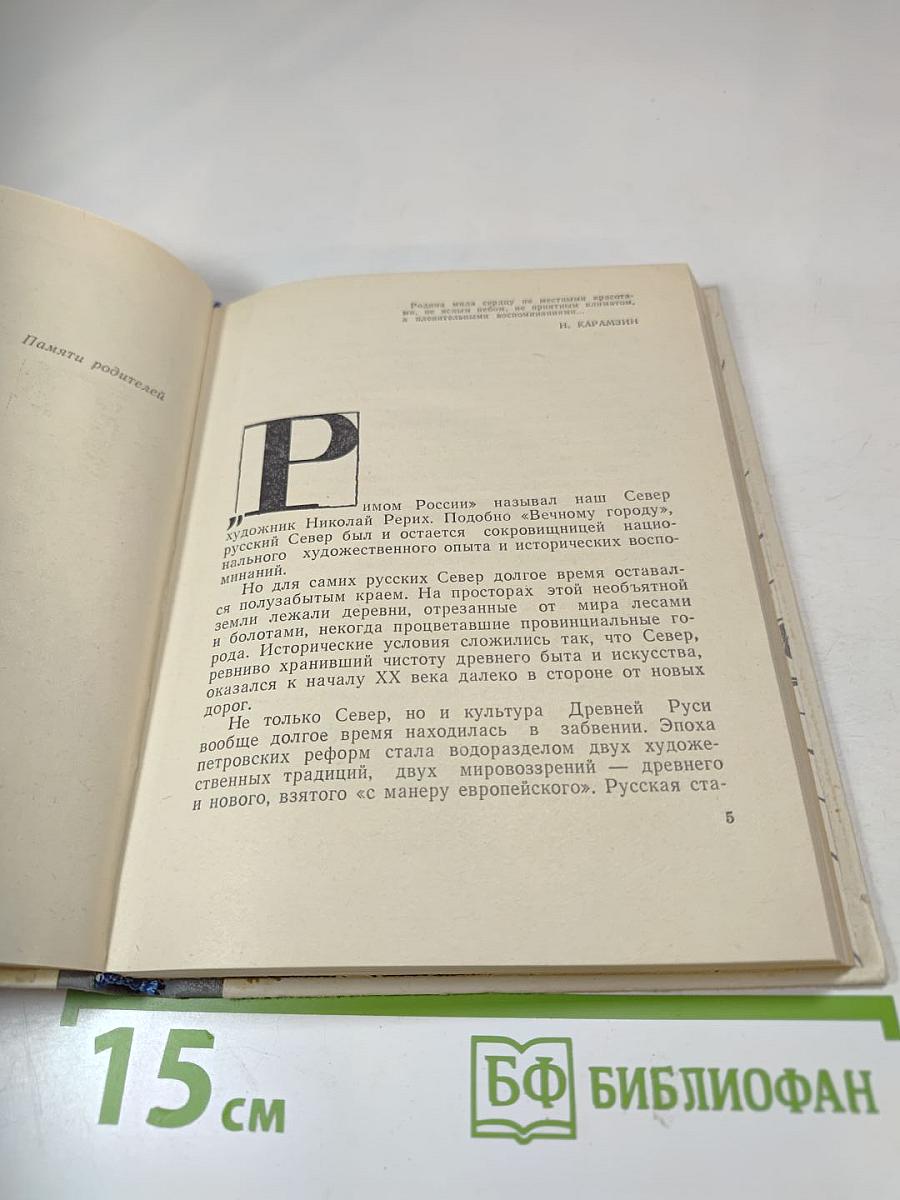 Памяти родителей
Родина мила сердцу не местными красота-
ми, не ясным небом, не приятным климатом,
а пленительными воспоминаниями...
Н. КАРАМЗИН
„Римом России» называл наш Север
художник Николай Рерих. Подобно «Вечному городу»,
русский Север был и остается сокровищницей нацио-
нального художественного опыта и исторических воспо-
минаний.
Но для самих русских Север долгое время оставал-
ся полузабытым краем. На просторах этой необъятной
земли лежали деревни, отрезанные от мира лесами
и болотами, некогда процветавшие провинциальные го-
рода. Исторические условия сложились так, что Север,
ревниво хранивший чистоту древнего быта и искусства,
оказался к началу XX века далеко в стороне от новых
дорог.
Не только Север, но и культура Древней Руси
вообще долгое время находилась в забвении. Эпоха
петровских реформ стала водоразделом двух художе-
ственных традиций, двух мировоззрений — древнего
и нового, взятого «с манеру европейского». Русская ста-
5
15 см
БФ БИБЛИОФАН